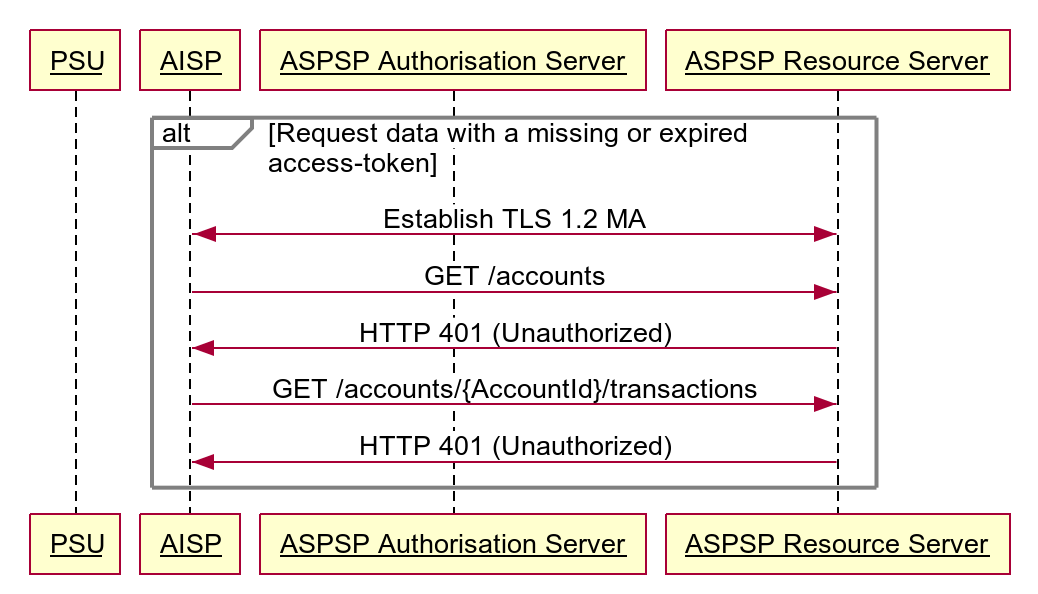 PSU AISP ASPSP Authorisation Server ASPSP Resource Server
alt [Request data with a missing or expired
access-token]
Establish TLS 1.2 MA
GET /accounts
HTTP 401 (Unauthorized)
GET /accounts/{AccountId}/transactions
HTTP 401 (Unauthorized)
PSU AISP ASPSP Authorisation Server ASPSP Resource Server